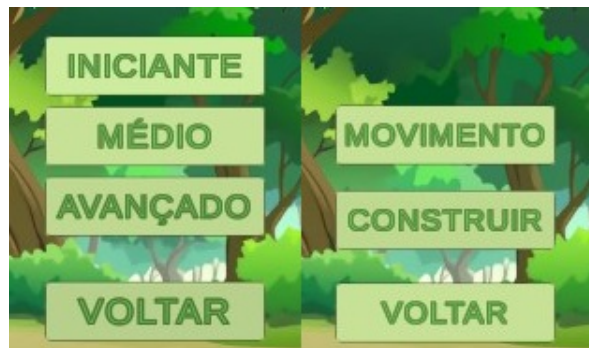 INICIANTE
MÉDIO
AVANÇADO
VOLTAR
MOVIMENTO
CONSTRUIR
VOLTAR